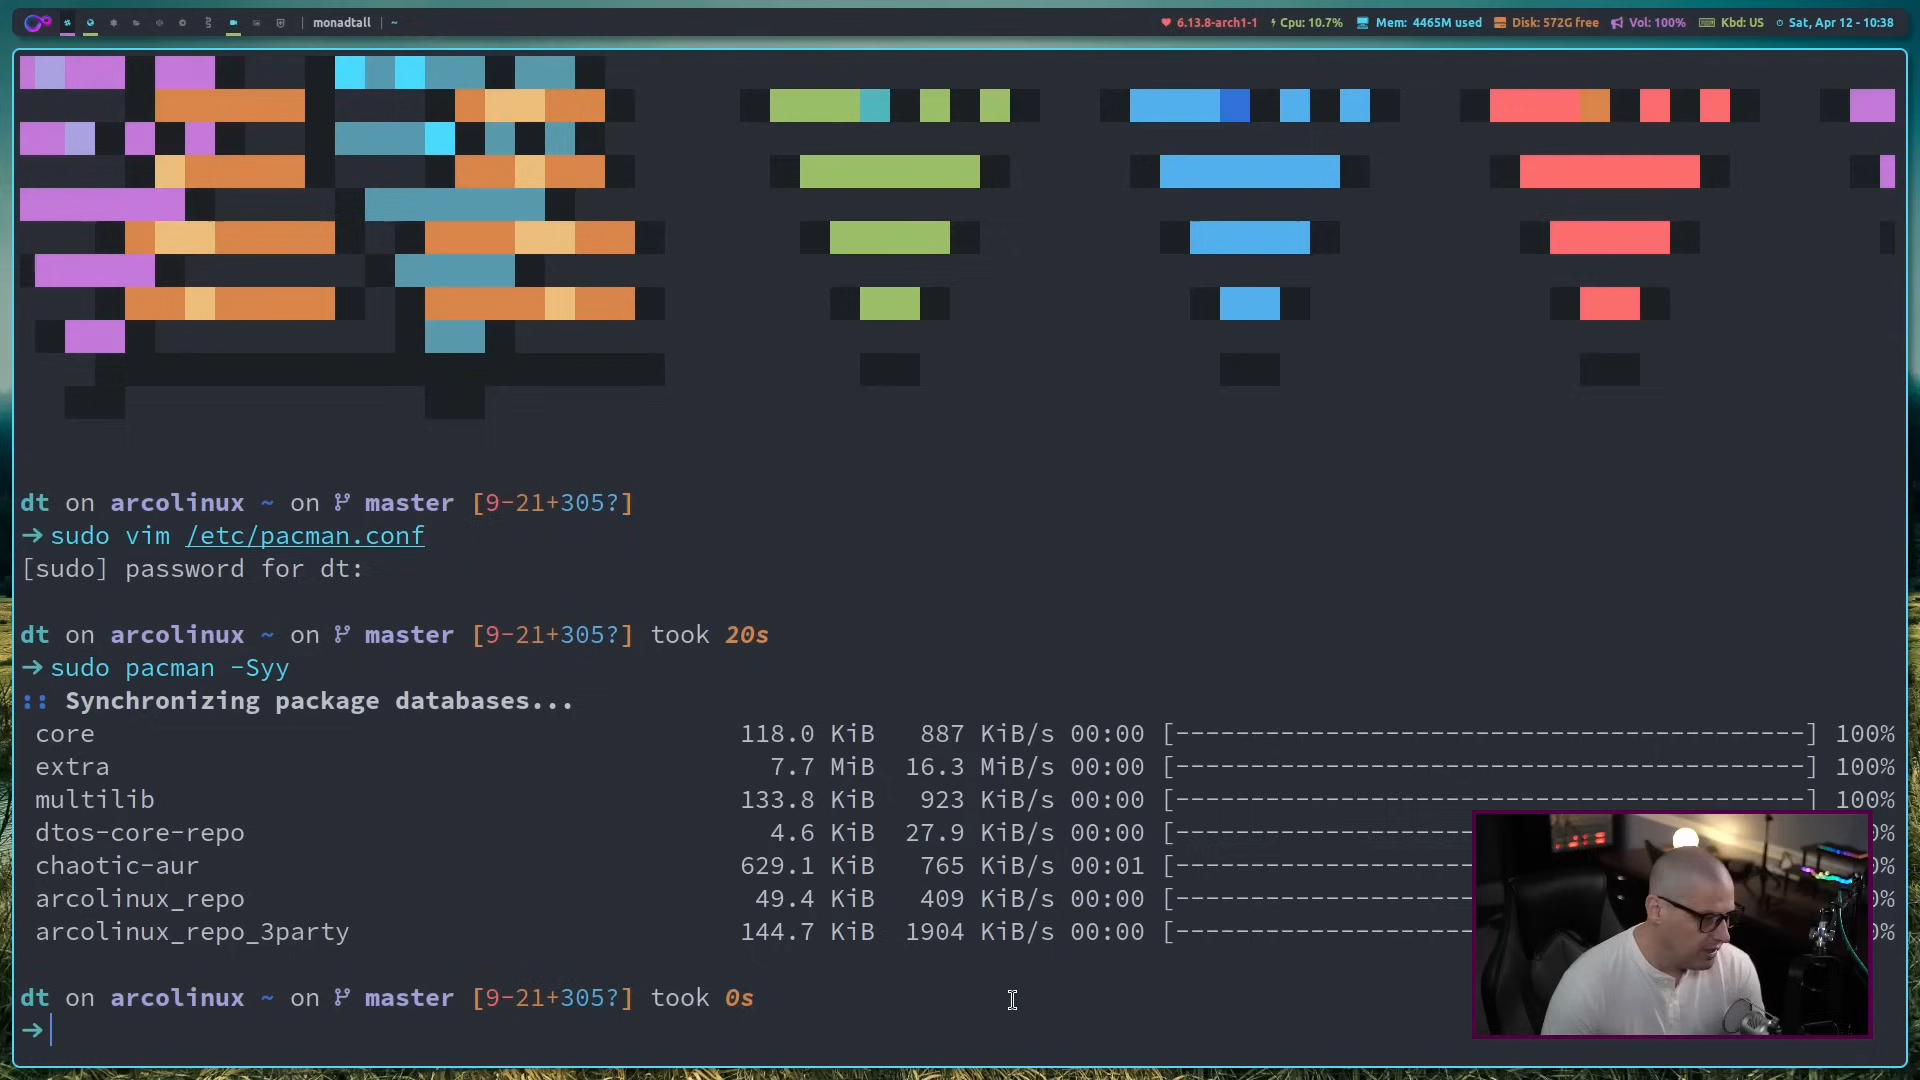 monadtall | ~ 6.13.8-arch1-1 Cpu: 10.7% Mem: 4465M used Disk: 572G free Vol: 100% Kbd: US Sat, Apr 12 - 10:38
dt on arcolinux ~ on master [9-21+305?]
→ sudo vim /etc/pacman.conf
[sudo] password for dt:
dt on arcolinux ~ on master [9-21+305?] took 20s
→ sudo pacman -Syy
:: Synchronizing package databases...
core 118.0 KiB 887 KiB/s 00:00 [------------------------------------------] 100%
extra 7.7 MiB 16.3 MiB/s 00:00 [------------------------------------------] 100%
multilib 133.8 KiB 923 KiB/s 00:00 [------------------------------------------] 100%
dtos-core-repo 4.6 KiB 27.9 KiB/s 00:00 [--------------------
chaotic-aur 629.1 KiB 765 KiB/s 00:01 [--------------------
arcolinux_repo 49.4 KiB 409 KiB/s 00:00 [--------------------
arcolinux_repo_3party 144.7 KiB 1904 KiB/s 00:00 [--------------------
dt on arcolinux ~ on master [9-21+305?] took 0s
→